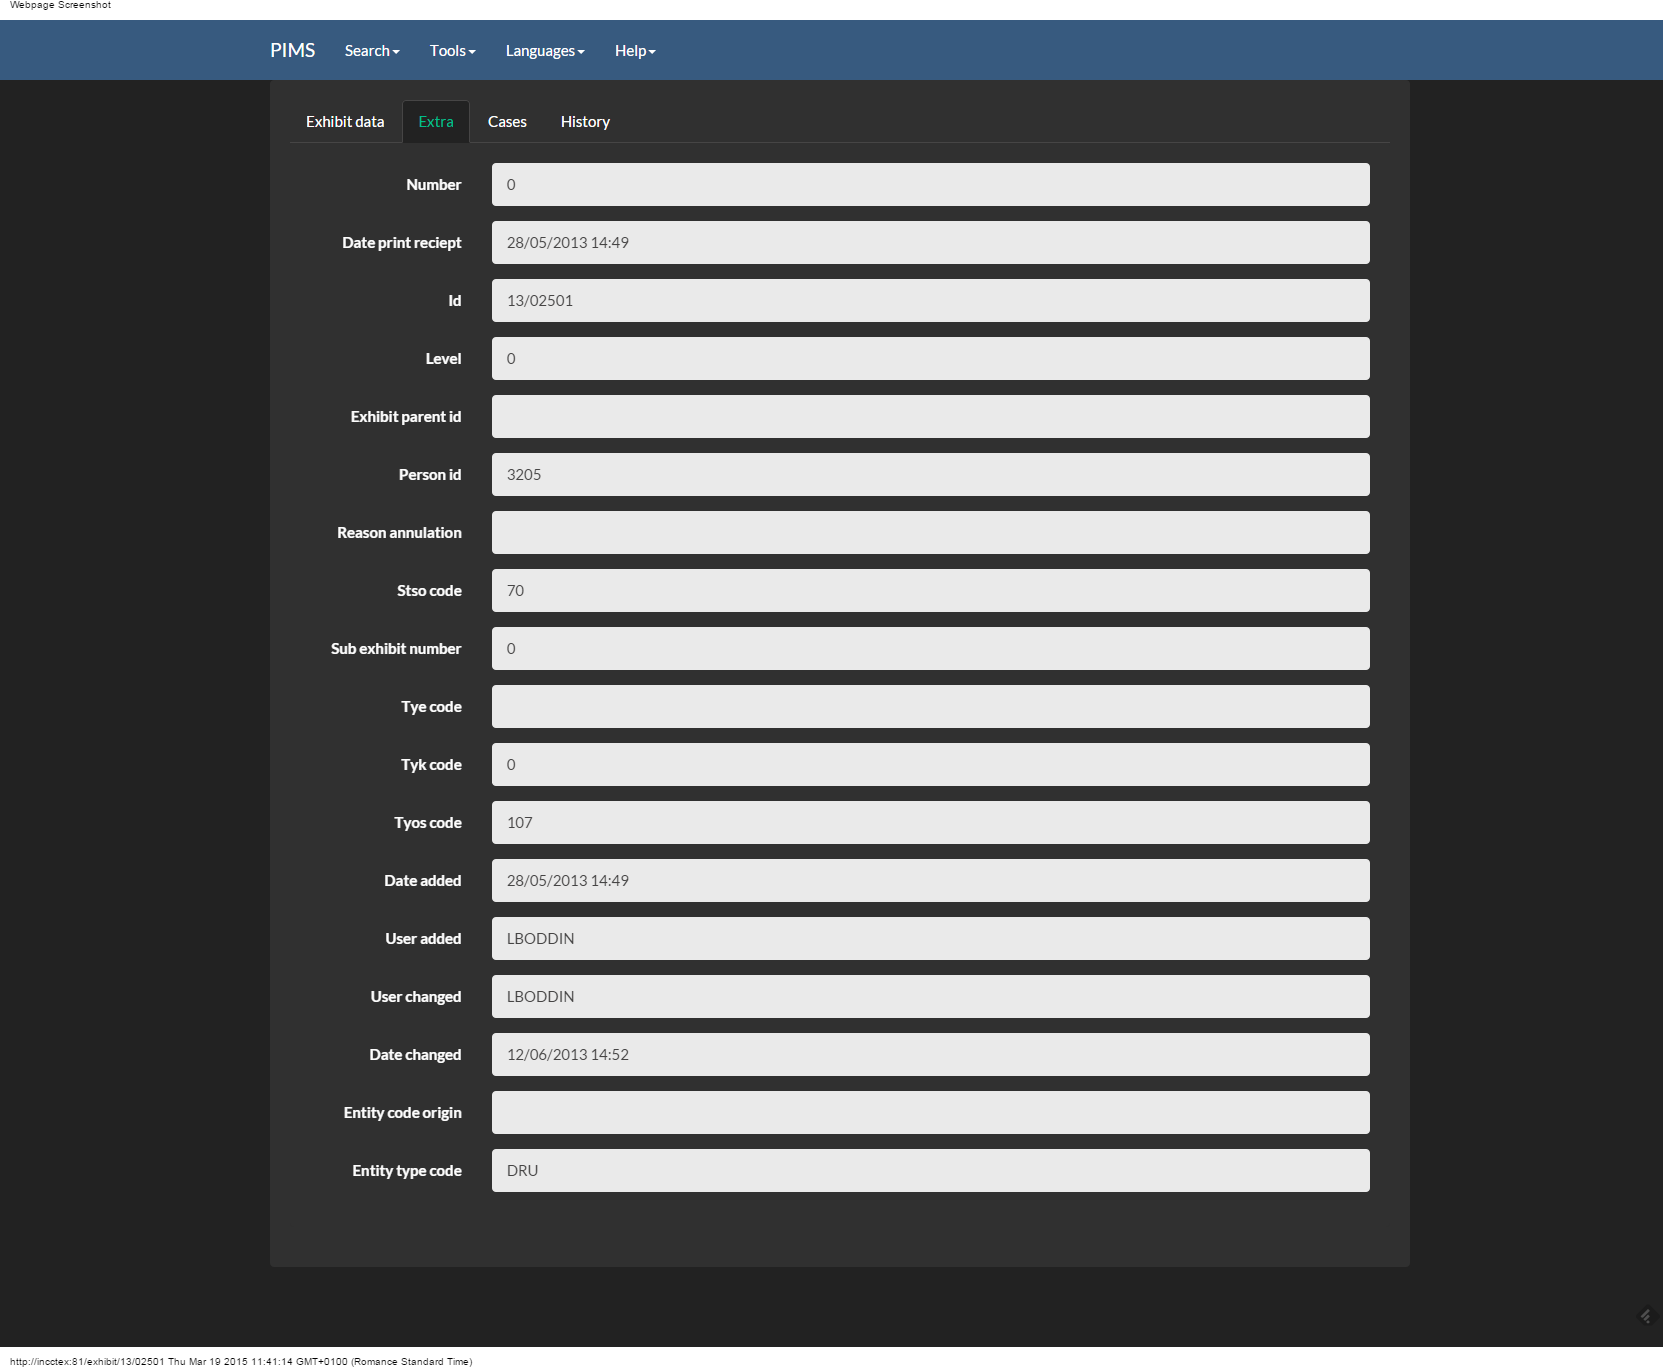 Webpage Screenshot
PIMS Search Tools Languages Help
Exhibit data Extra Cases History
Number 0
Date print reciept 28/05/2013 14:49
Id 13/02501
Level 0
Exhibit parent id
Person id 3205
Reason annulation
Stso code 70
Sub exhibit number 0
Tye code
Tyk code 0
Tyos code 107
Date added 28/05/2013 14:49
User added LBODDIN
User changed LBODDIN
Date changed 12/06/2013 14:52
Entity code origin
Entity type code DRU
http://incctex:81/exhibit/13/02501 Thu Mar 19 2015 11:41:14 GMT+0100 (Romance Standard Time)